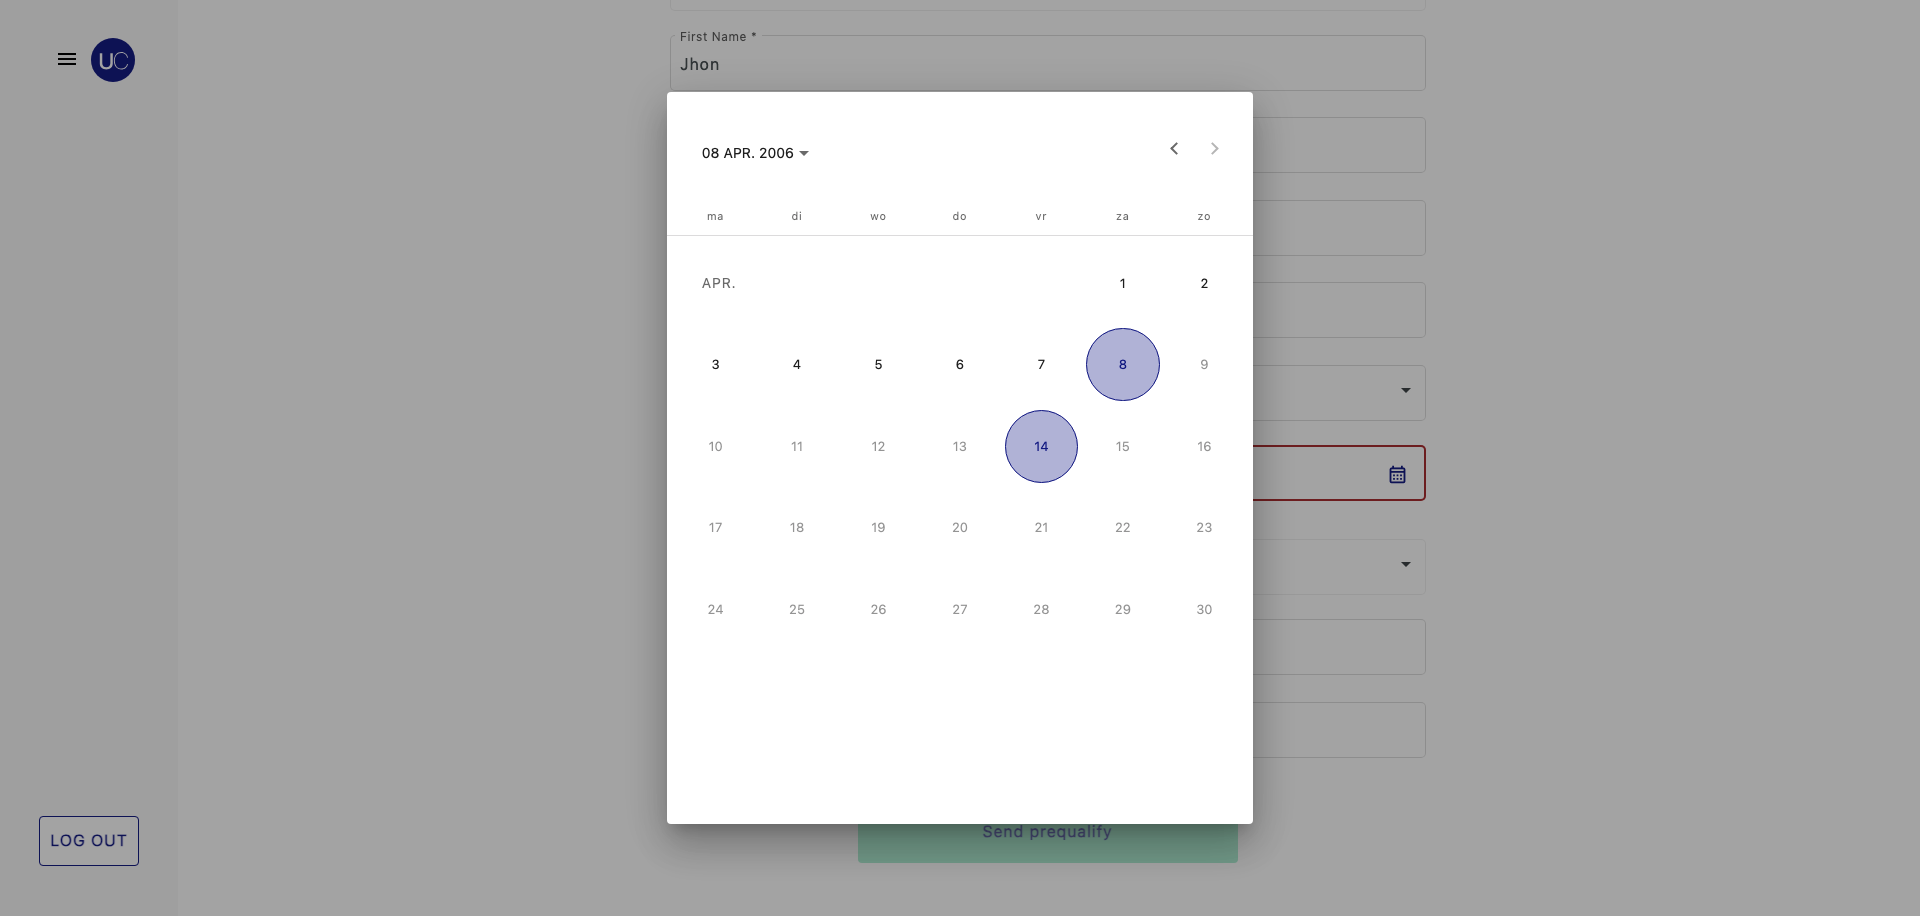 UC
First Name *
Jhon
08 APR. 2006
ma di wo do vr za zo
APR. 1 2
3 4 5 6 7 8 9
10 11 12 13 14 15 16
17 18 19 20 21 22 23
24 25 26 27 28 29 30
Send prequalify
LOG OUT